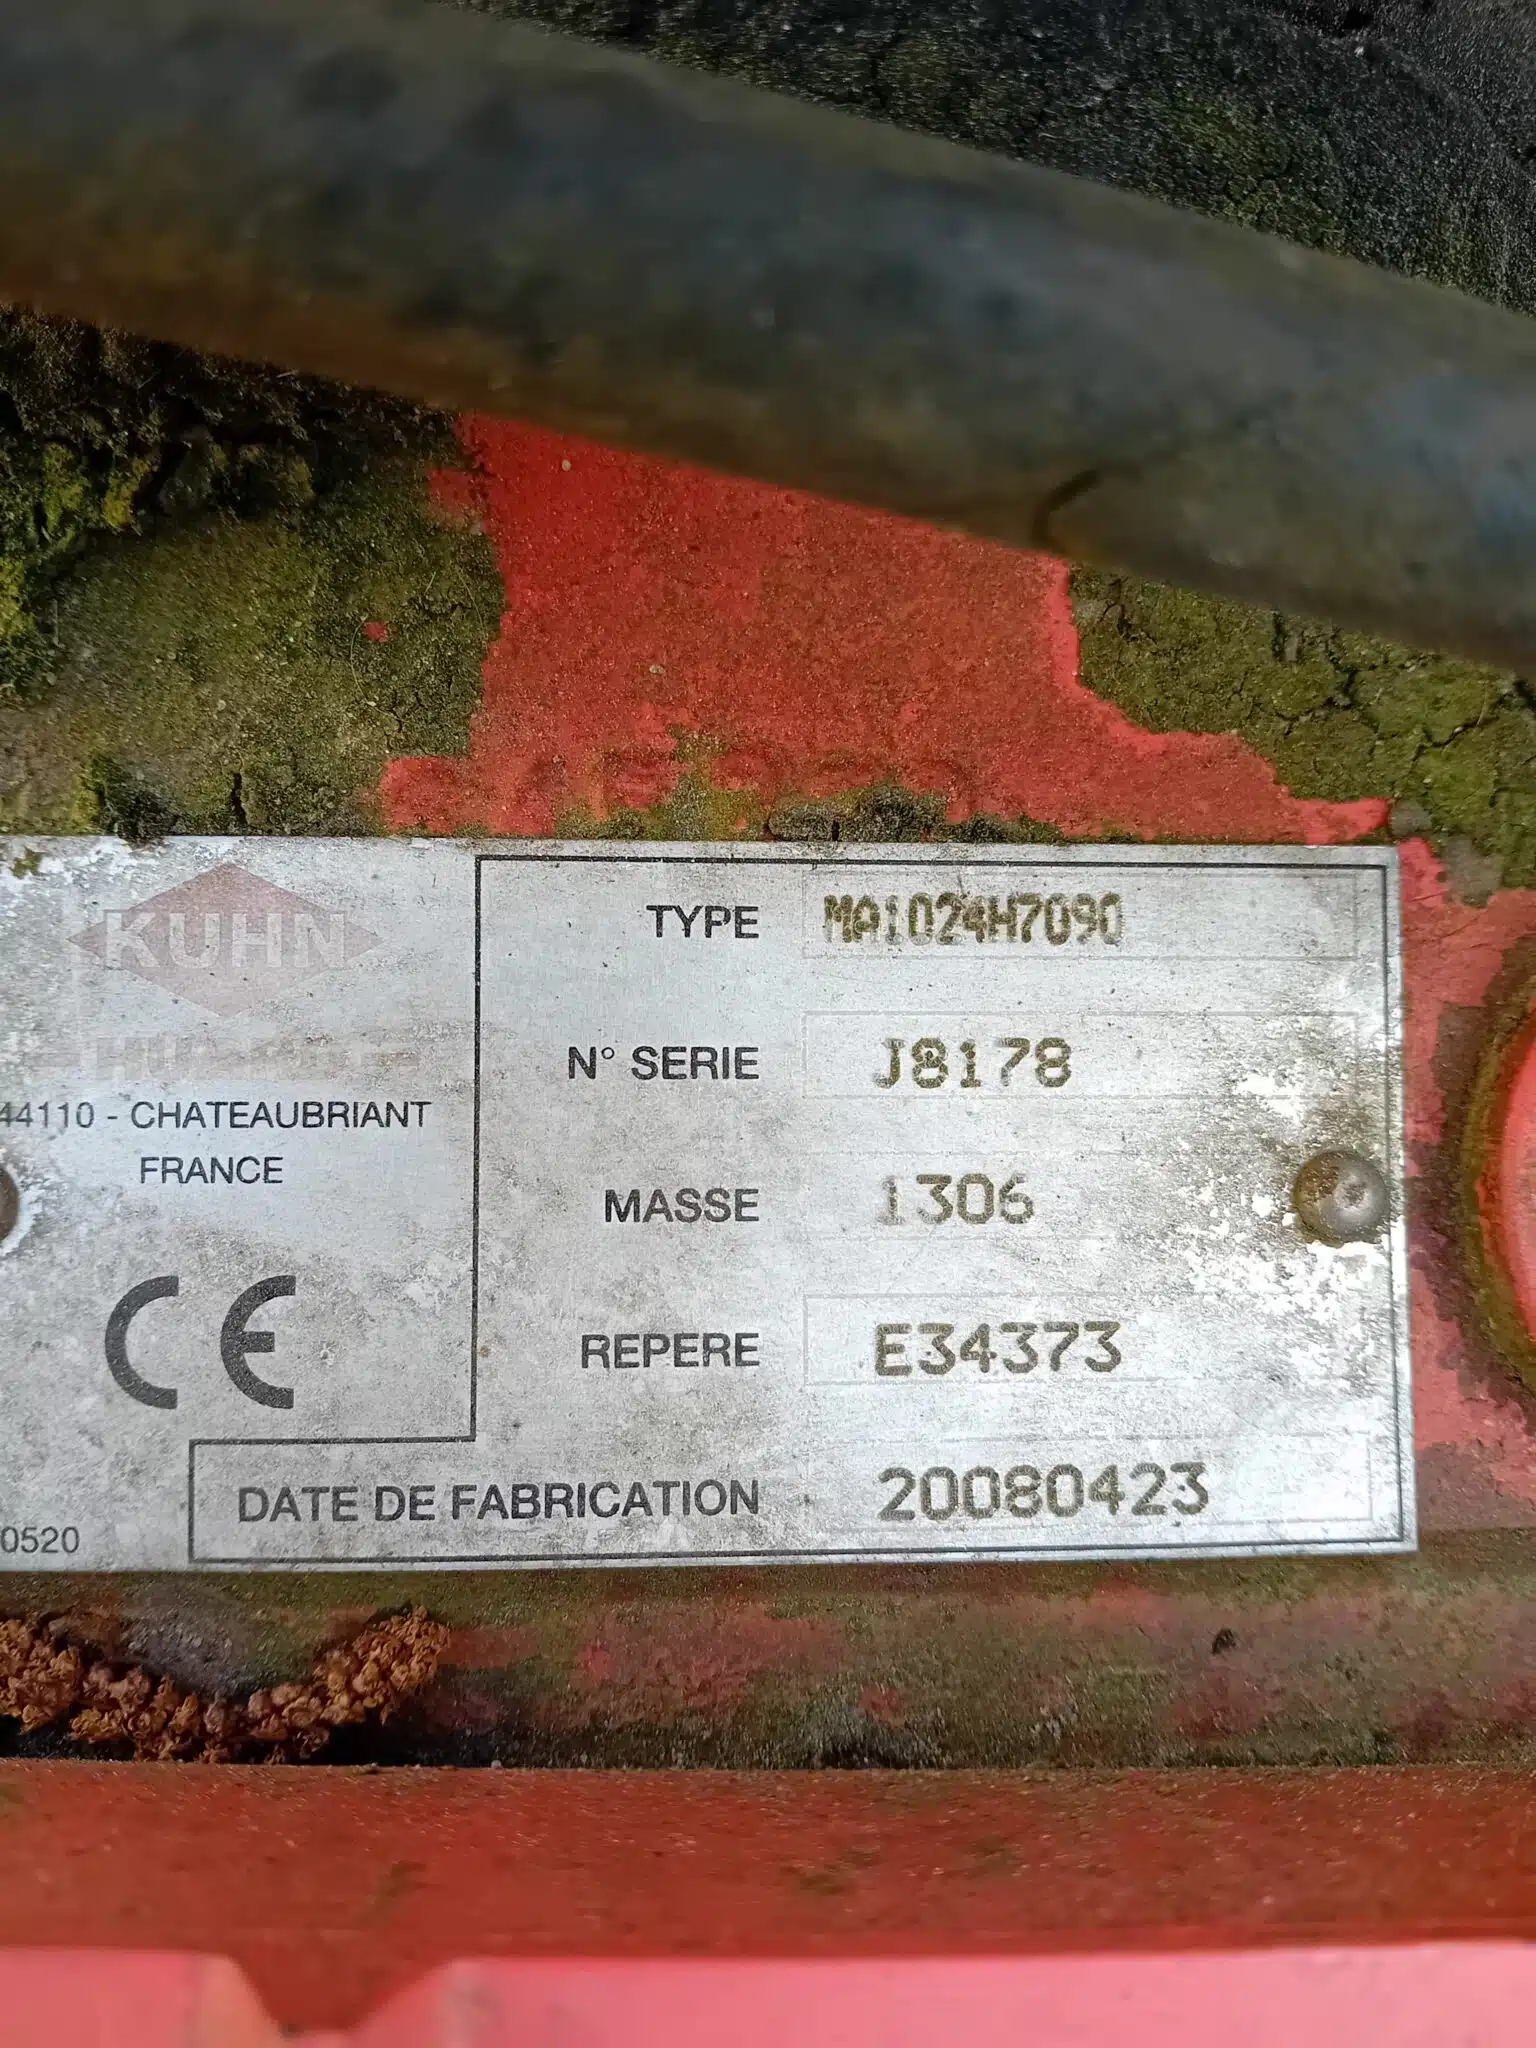 KUHN
44110 - CHATEAUBRIANT
FRANCE
CE
0520
TYPE MA1024H7090
N° SERIE J8178
MASSE 1306
REPERE E34373
DATE DE FABRICATION 20080423